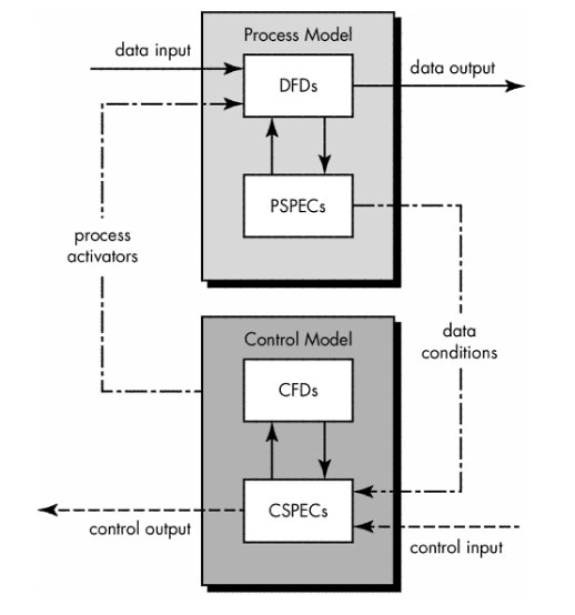 Process Model
data input
data output
DFDs
PSPECs
process
activators
data
conditions
Control Model
CFDs
CSPECs
control output
control input